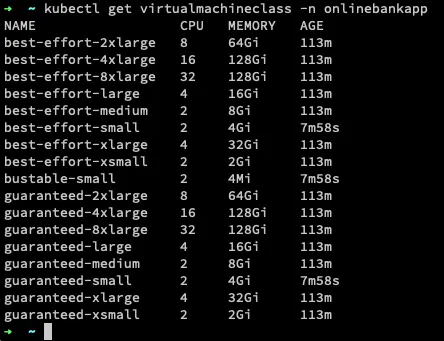 ➜  ~ kubectl get virtualmachineclass -n onlinebankapp
NAME                  CPU   MEMORY   AGE
best-effort-2xlarge   8     64Gi     113m
best-effort-4xlarge   16    128Gi    113m
best-effort-8xlarge   32    128Gi    113m
best-effort-large     4     16Gi     113m
best-effort-medium    2     8Gi      113m
best-effort-small     2     4Gi      7m58s
best-effort-xlarge    4     32Gi     113m
best-effort-xsmall    2     2Gi      113m
bustable-small        2     4Mi      7m58s
guaranteed-2xlarge    8     64Gi     113m
guaranteed-4xlarge    16    128Gi    113m
guaranteed-8xlarge    32    128Gi    113m
guaranteed-large      4     16Gi     113m
guaranteed-medium     2     8Gi      113m
guaranteed-small      2     4Gi      7m58s
guaranteed-xlarge     4     32Gi     113m
guaranteed-xsmall     2     2Gi      113m
➜  ~